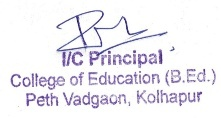 I/C Principal
College of Education (B.Ed.)
Peth Vadgaon, Kolhapur